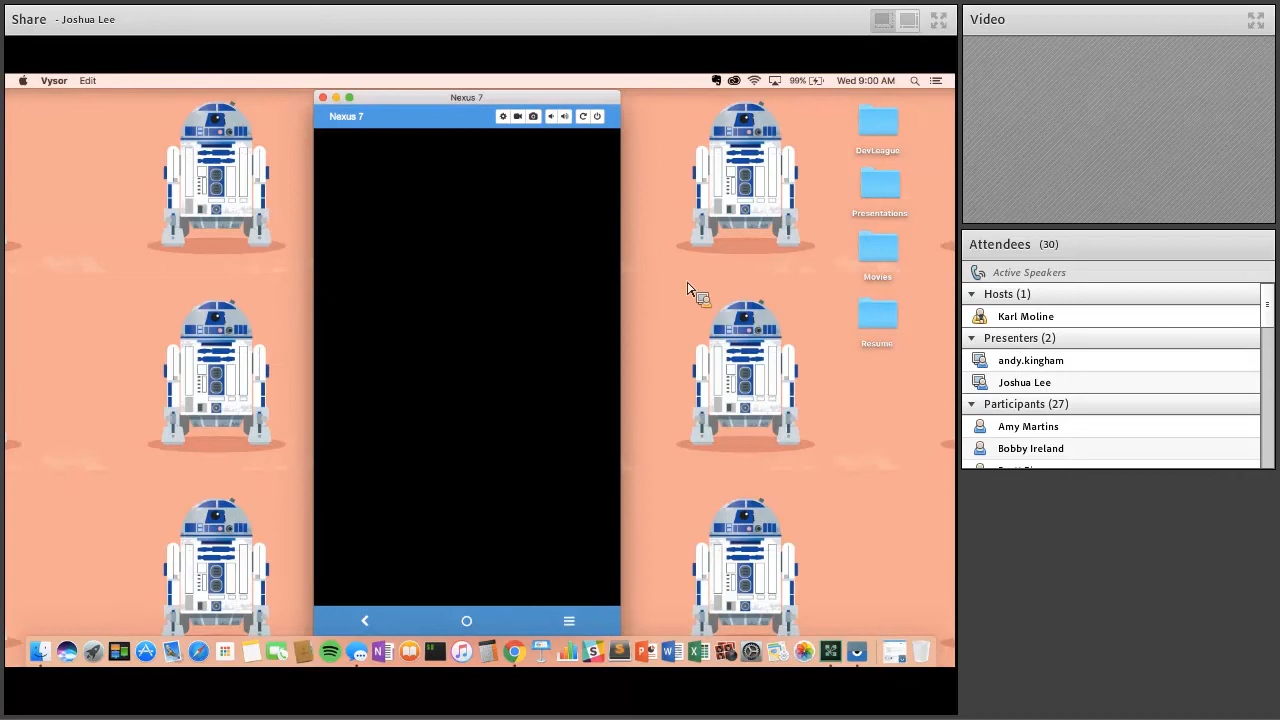 Share - Joshua Lee
Vysor Edit
99% Wed 9:00 AM
Nexus 7
Nexus 7
DevLeague
Presentations
Movies
Resume
Video
Attendees (30)
Active Speakers
Hosts (1)
Karl Moline
Presenters (2)
andy.kingham
Joshua Lee
Participants (27)
Amy Martins
Bobby Ireland